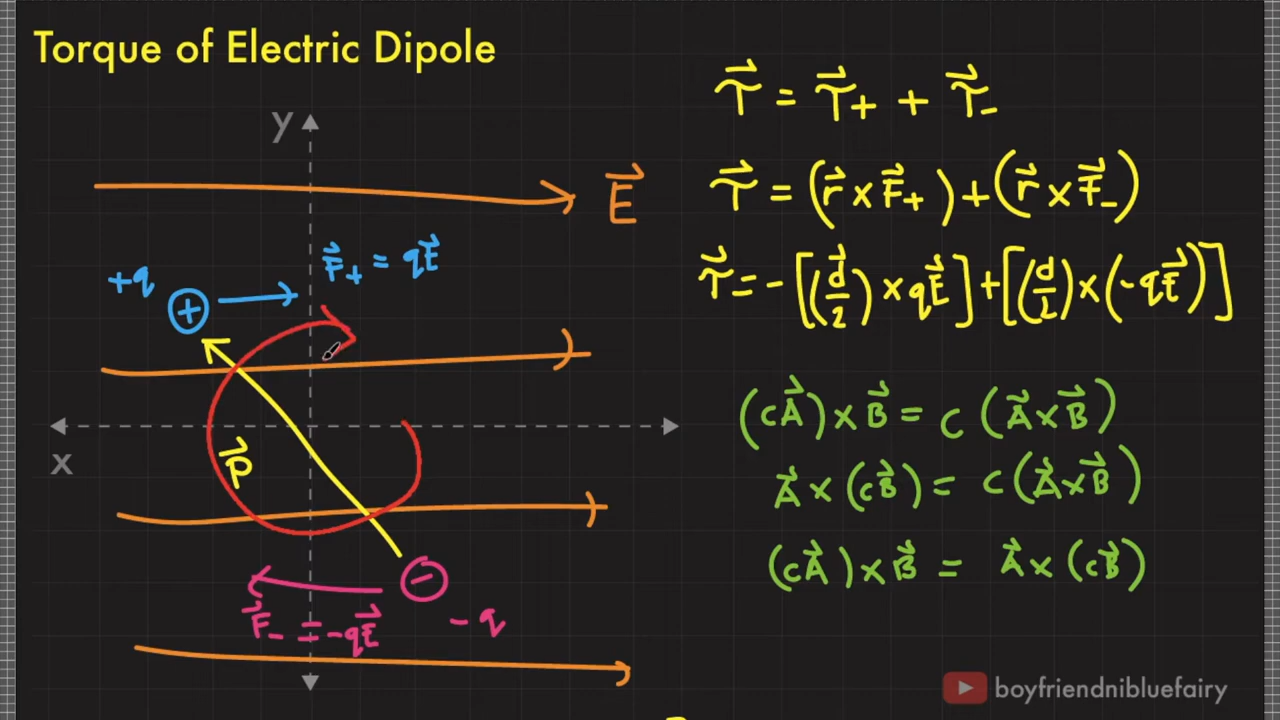 Torque of Electric Dipole
y
x
E⃗
+q
+
F⃗₊ = qE⃗
p⃗
−
−q
F⃗₋ = −qE⃗
τ⃗ = τ⃗₊ + τ⃗₋
τ⃗ = (r⃗ × F⃗₊) + (r⃗ × F⃗₋)
τ⃗ = −[(d⃗/2) × qE⃗] + [(d/2) × (−qE⃗)]
(cA⃗) × B⃗ = c (A⃗ × B⃗)
A⃗ × (cB⃗) = c (A⃗ × B⃗)
(cA⃗) × B⃗ = A⃗ × (cB⃗)
boyfriendnibluefairy